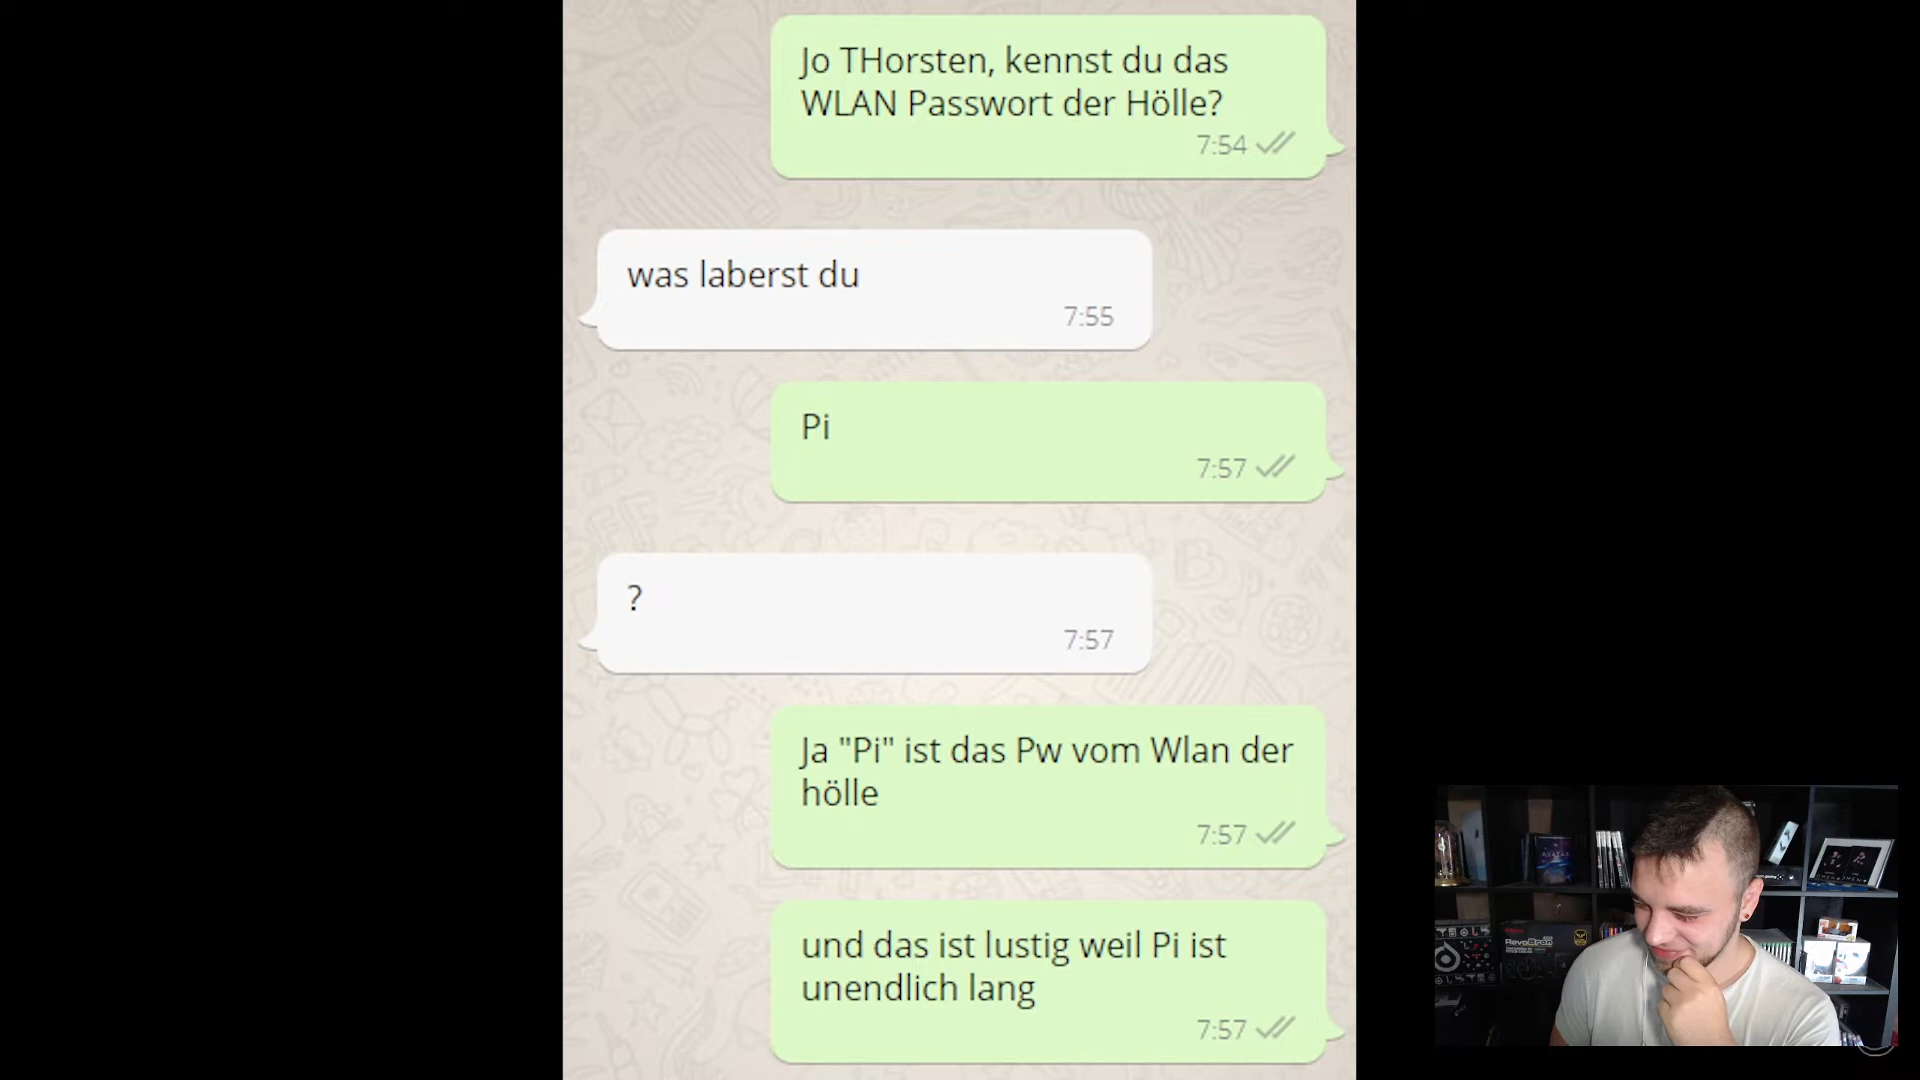 Jo THorsten, kennst du das
WLAN Passwort der Hölle?
7:54
was laberst du
7:55
Pi
7:57
?
7:57
Ja "Pi" ist das Pw vom Wlan der
hölle
7:57
und das ist lustig weil Pi ist
unendlich lang
7:57
AVATAR